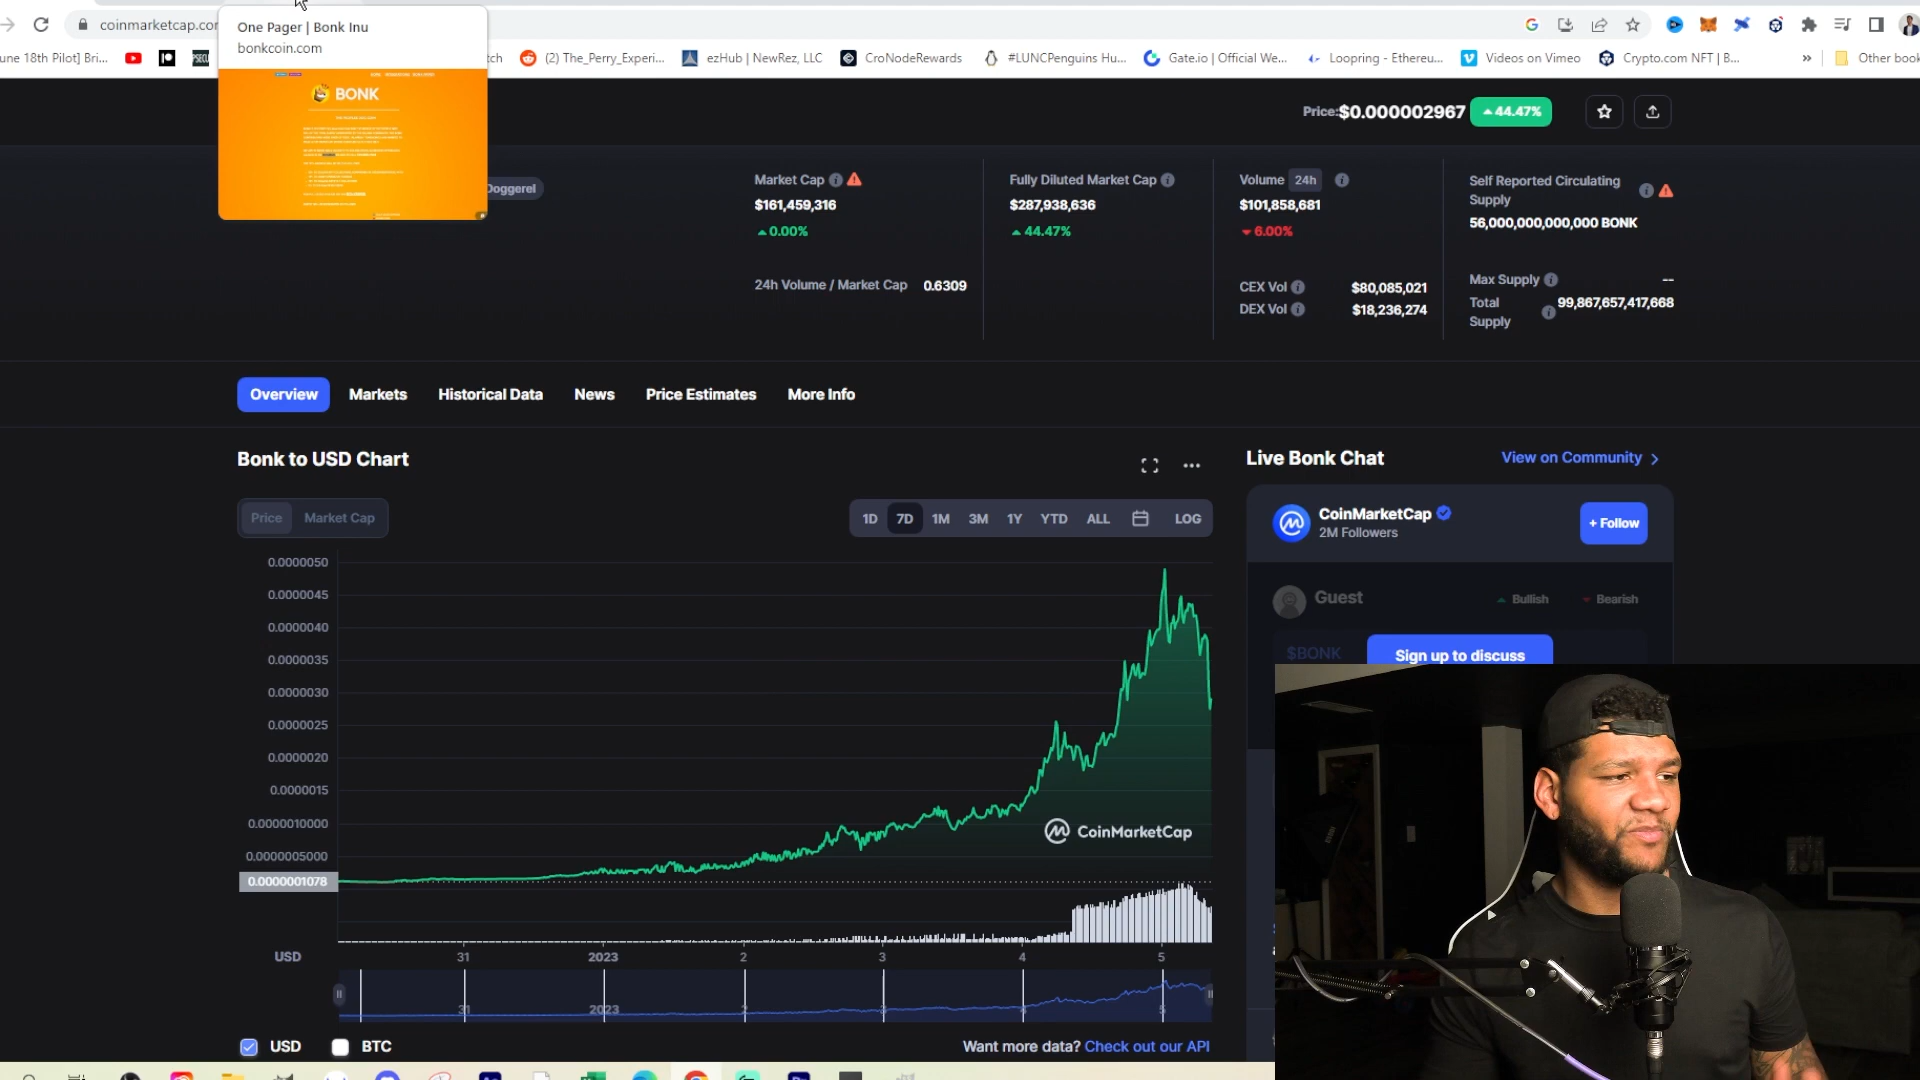 coinmarketcap.cor
One Pager | Bonk Inu
bonkcoin.com
une 18th Pilot] Bri...
tch
(2) The_Perry_Experi...
ezHub | NewRez, LLC
CroNodeRewards
#LUNCPenguins Hu...
Gate.io | Official We...
Loopring - Ethereu...
Videos on Vimeo
Crypto.com NFT | B...
»
Other book
BONK
Price:$0.000002967
44.47%
Doggerel
Market Cap
$161,459,316
0.00%
24h Volume / Market Cap 0.6309
Fully Diluted Market Cap
$287,938,636
44.47%
Volume 24h
$101,858,681
6.00%
CEX Vol $80,085,021
DEX Vol $18,236,274
Self Reported Circulating
Supply
56,000,000,000,000 BONK
Max Supply --
Total
Supply
99,867,657,417,668
Overview Markets Historical Data News Price Estimates More Info
Bonk to USD Chart
Price Market Cap
1D 7D 1M 3M 1Y YTD ALL LOG
0.0000050
0.0000045
0.0000040
0.0000035
0.0000030
0.0000025
0.0000020
0.0000015
0.0000010000
0.0000005000
0.0000001078
CoinMarketCap
USD 31 2023 2 3 4 5
31 2023 2 3 4 5
USD BTC
Want more data? Check out our API
Live Bonk Chat
View on Community
CoinMarketCap
2M Followers
+ Follow
Guest
Bullish Bearish
$BONK
Sign up to discuss